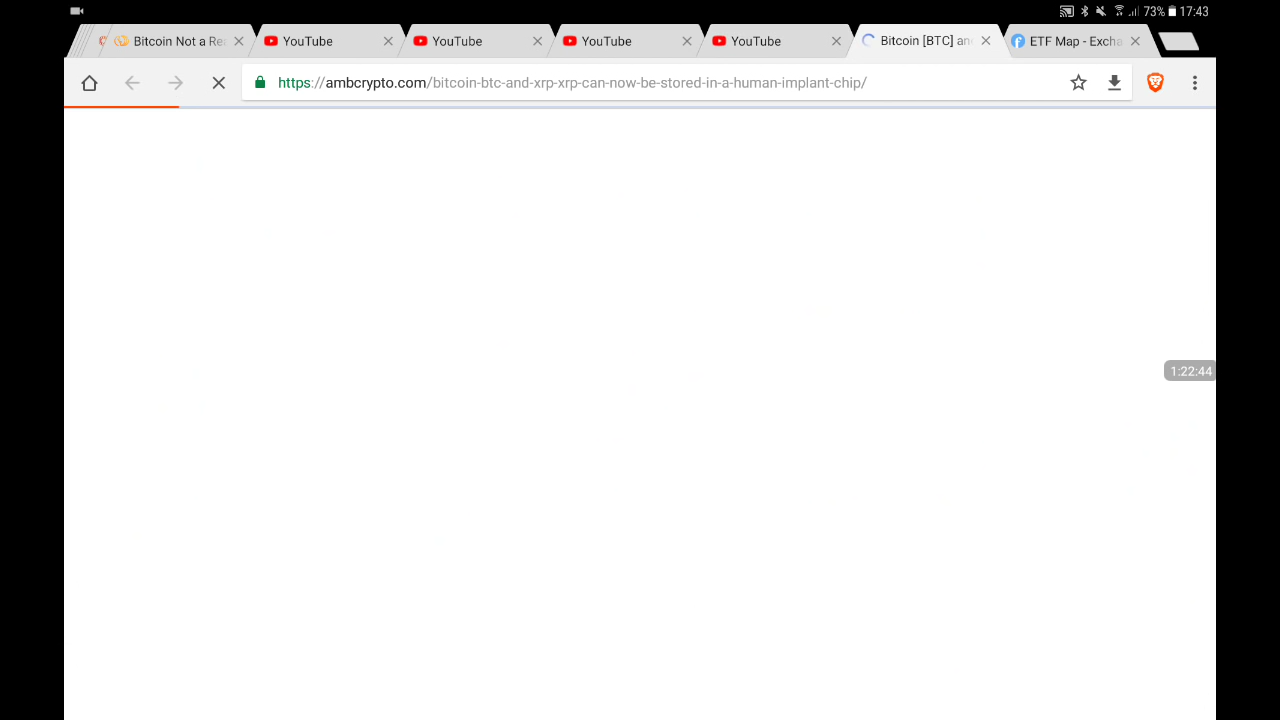 73% 17:43
Bitcoin Not a Re
YouTube
YouTube
YouTube
YouTube
Bitcoin [BTC] an
ETF Map - Excha
https://ambcrypto.com/bitcoin-btc-and-xrp-xrp-can-now-be-stored-in-a-human-implant-chip/
1:22:44